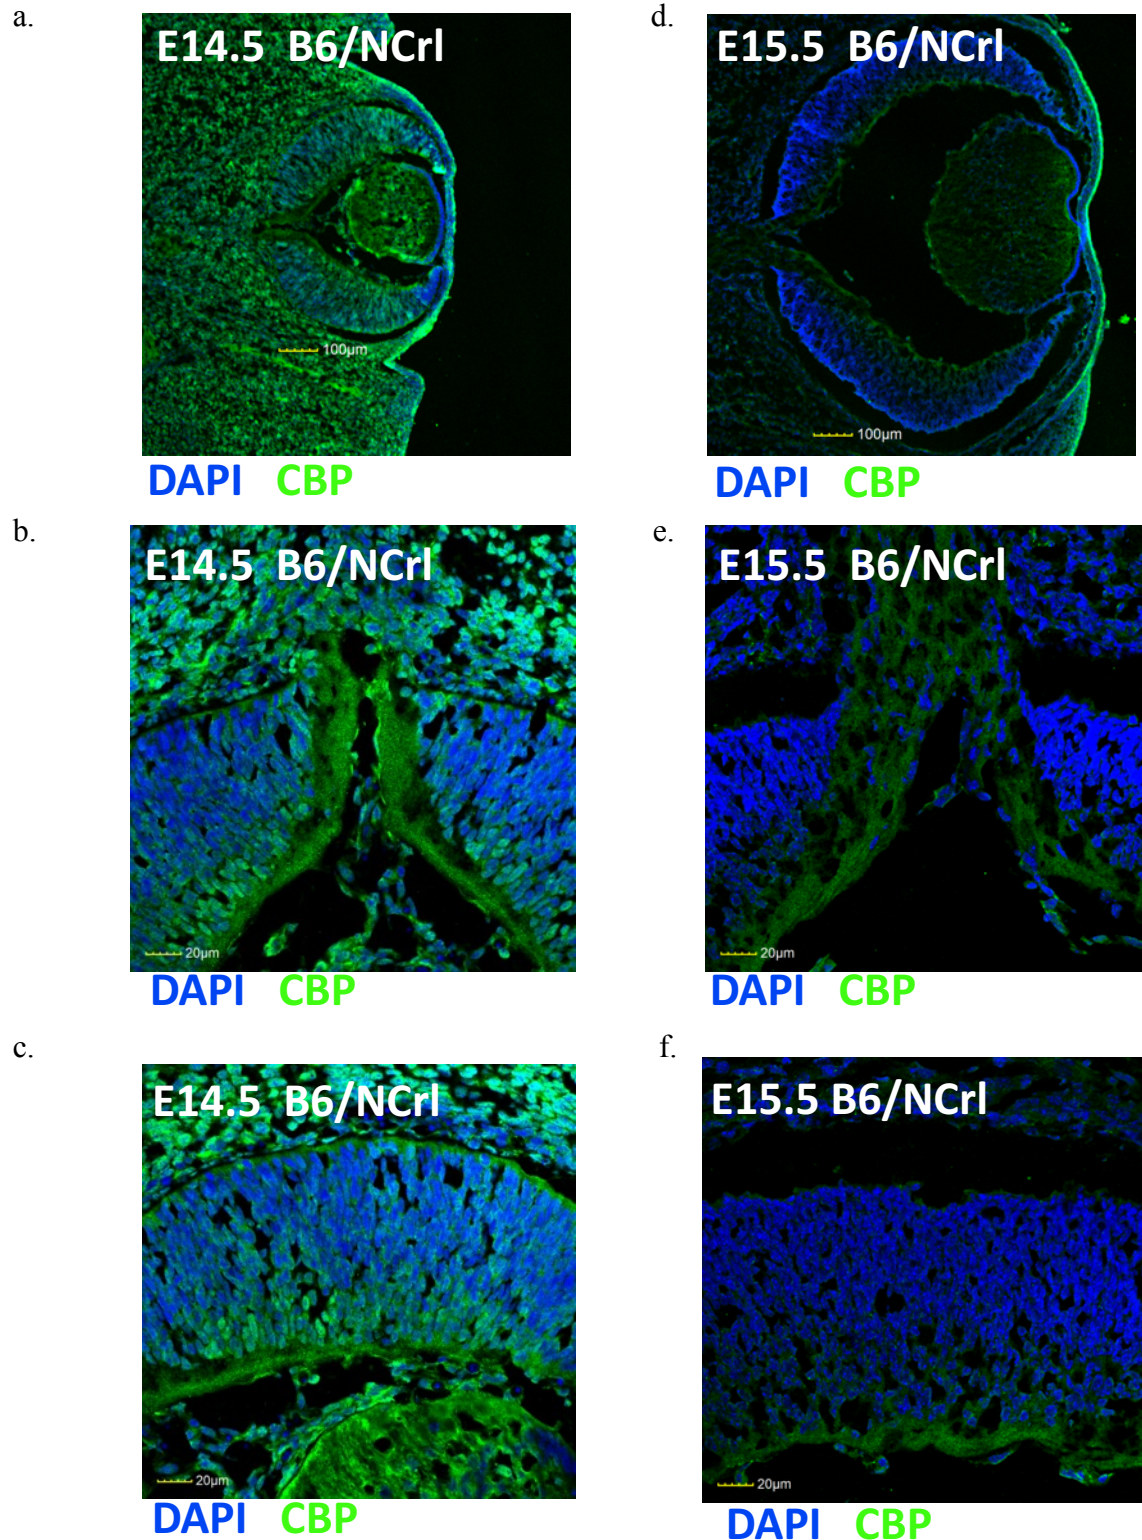 a.
E14.5 B6/NCrl
100µm
DAPI CBP
b.
E14.5 B6/NCrl
20µm
DAPI CBP
c.
E14.5 B6/NCrl
20µm
DAPI CBP
d.
E15.5 B6/NCrl
100µm
DAPI CBP
e.
E15.5 B6/NCrl
20µm
DAPI CBP
f.
E15.5 B6/NCrl
20µm
DAPI CBP